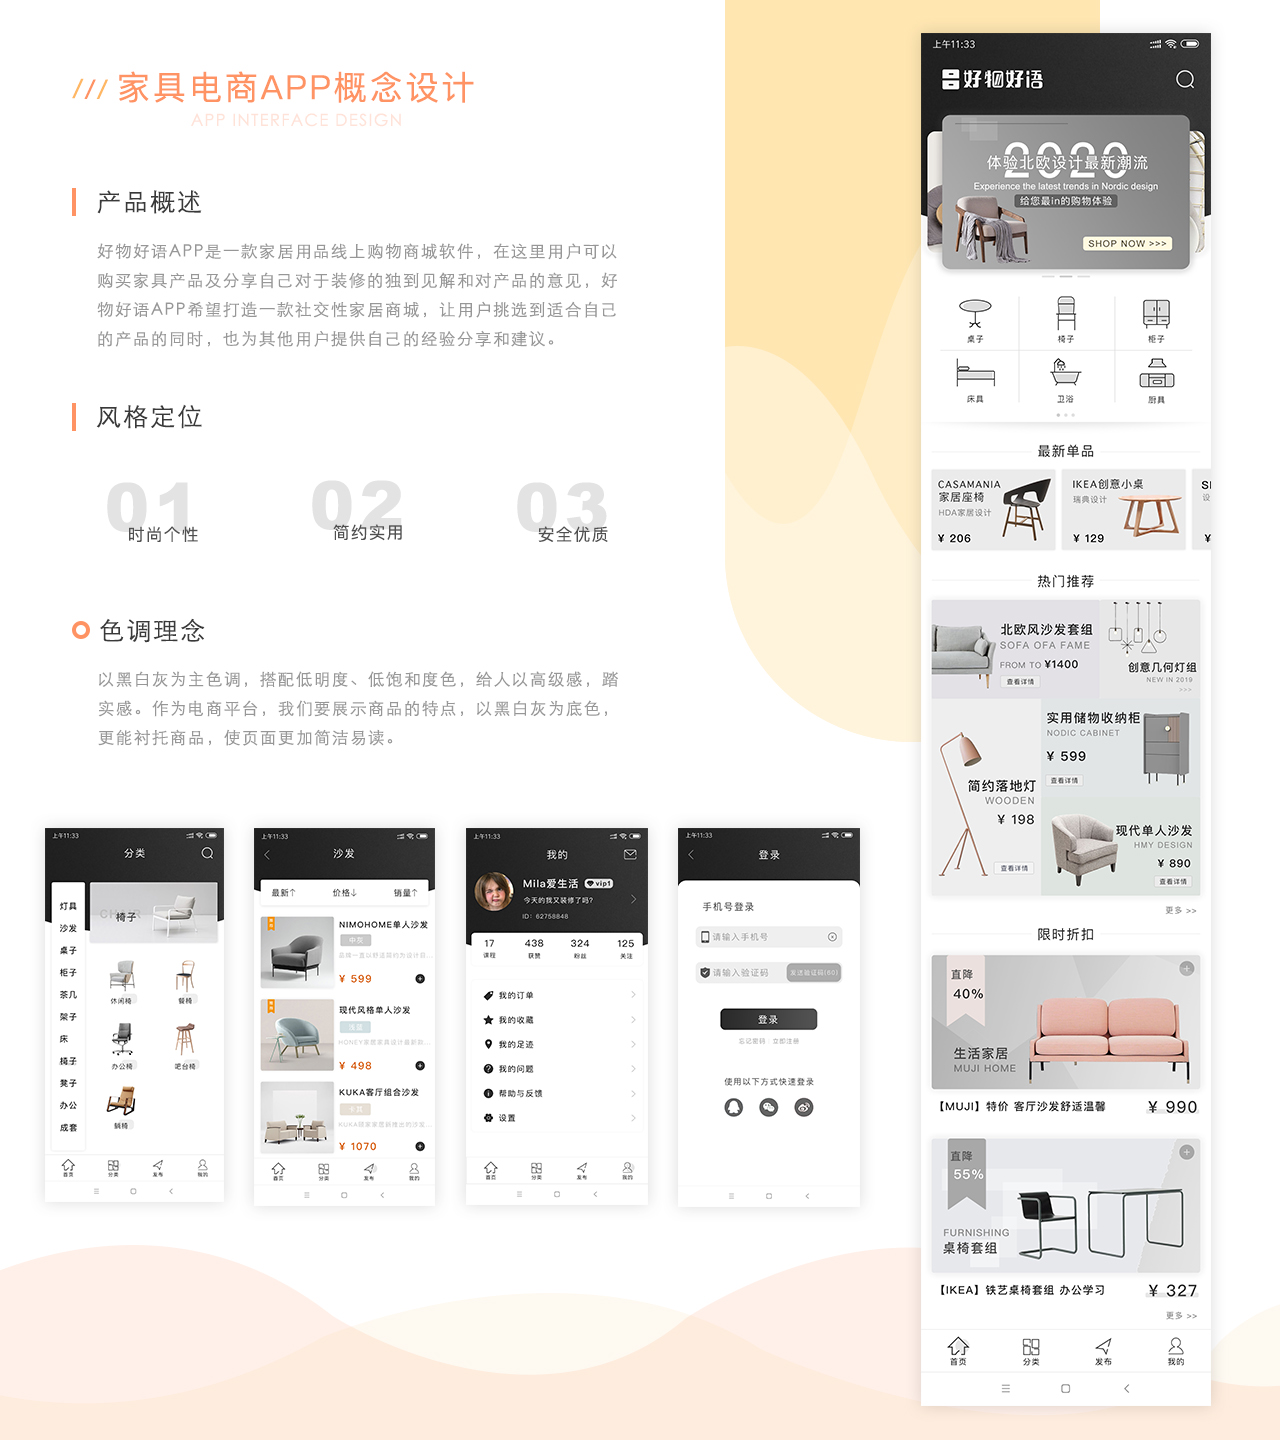 /// 家具电商APP概念设计
APP INTERFACE DESIGN
产品概述
好物好语APP是一款家居用品线上购物商城软件，在这里用户可以
购买家具产品及分享自己对于装修的独到见解和对产品的意见，好
物好语APP希望打造一款社交性家居商城，让用户挑选到适合自己
的产品的同时，也为其他用户提供自己的经验分享和建议。
风格定位
01
时尚个性
02
简约实用
03
安全优质
色调理念
以黑白灰为主色调，搭配低明度、低饱和度色，给人以高级感，踏
实感。作为电商平台，我们要展示商品的特点，以黑白灰为底色，
更能衬托商品，使页面更加简洁易读。
上午11:33
分类
灯具
沙发
桌子
柜子
茶几
架子
床
椅子
凳子
办公
成套
CHAIR
椅子
休闲椅
餐椅
办公椅
吧台椅
躺椅
首页
分类
发布
我的
上午11:33
沙发
最新↑
价格↓
销量↑
NIMOHOME单人沙发
中灰
¥ 599
现代风格单人沙发
浅蓝
¥ 498
KUKA客厅组合沙发
¥ 1070
首页
分类
发布
我的
上午11:33
我的
Mila爱生活
vip1
今天的我又装修了吗?
ID: 62758848
17
课程
438
获赞
324
粉丝
125
关注
我的订单
我的收藏
我的足迹
我的问题
帮助与反馈
设置
首页
分类
发布
我的
上午11:33
登录
手机号登录
请输入手机号
请输入验证码
发送验证码(60)
登录
忘记密码
立即注册
使用以下方式快速登录
上午11:33
好物好语
2020
体验北欧设计最新潮流
Experience the latest trends in Nordic design
给您最in的购物体验
SHOP NOW >>>
桌子
椅子
柜子
床具
卫浴
厨具
最新单品
CASAMANIA
家居座椅
HDA家居设计
¥ 206
IKEA创意小桌
瑞典设计
¥ 129
热门推荐
北欧风沙发套组
SOFA OFA FAME
FROM TO ¥1400
查看详情
创意几何灯组
NEW IN 2019
>>>
简约落地灯
WOODEN
¥ 198
查看详情
实用储物收纳柜
NODIC CABINET
¥ 599
查看详情
现代单人沙发
HMY DESIGN
¥ 890
查看详情
更多 >>
限时折扣
直降
40%
生活家居
MUJI HOME
【MUJI】特价 客厅沙发舒适温馨
¥ 990
直降
55%
FURNISHING
桌椅套组
【IKEA】铁艺桌椅套组 办公学习
¥ 327
更多 >>
首页
分类
发布
我的